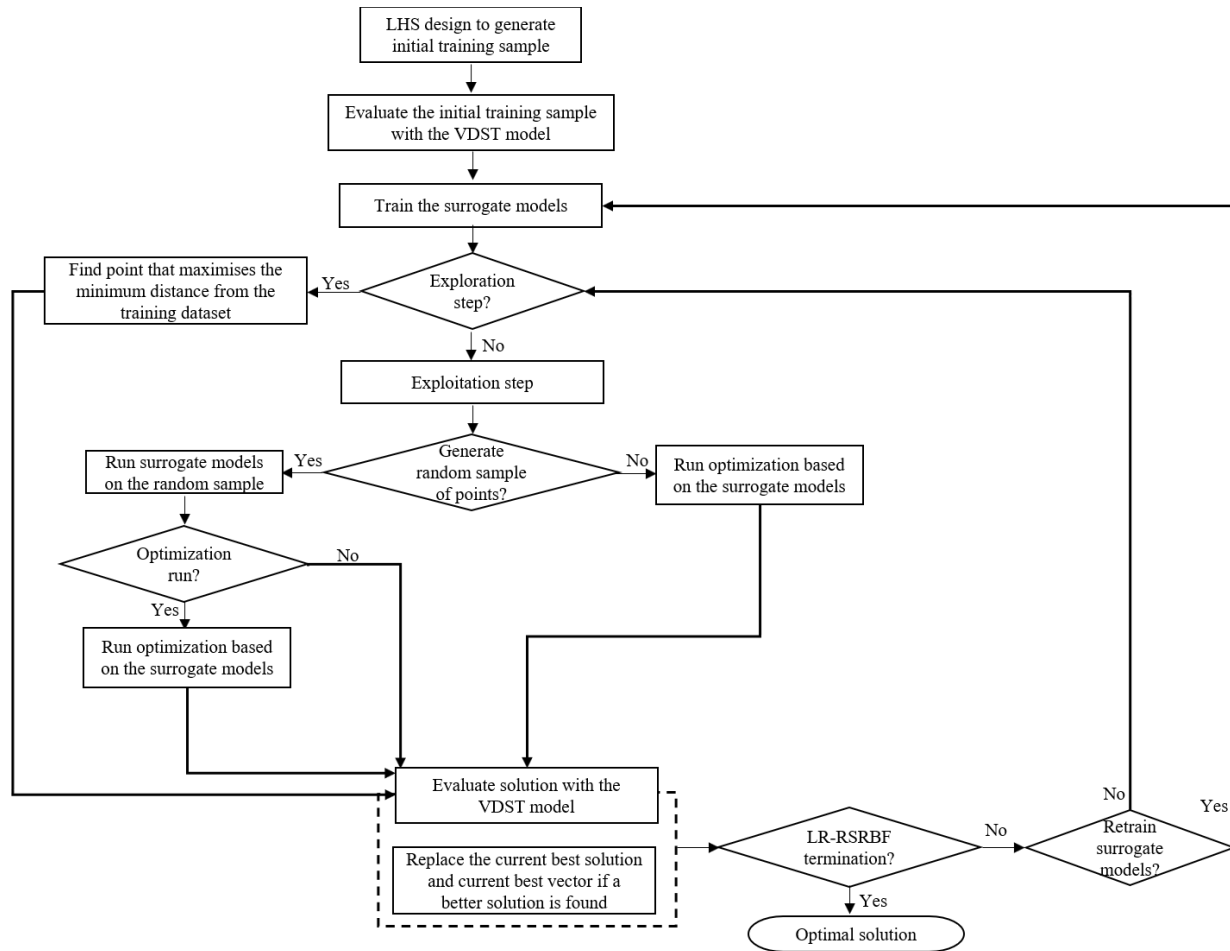 LHS design to generate
initial training sample
Evaluate the initial training sample
with the VDST model
Train the surrogate models
Find point that maximises the
minimum distance from the
training dataset
Yes
Exploration
step?
No
Exploitation step
Run surrogate models
on the random sample
Yes
Generate
random sample
of points?
No
Run optimization based
on the surrogate models
Optimization
run?
No
Yes
Run optimization based
on the surrogate models
Evaluate solution with the
VDST model
Replace the current best solution
and current best vector if a
better solution is found
LR-RSRBF
termination?
No
Yes
Optimal solution
Retrain
surrogate
models?
No
Yes